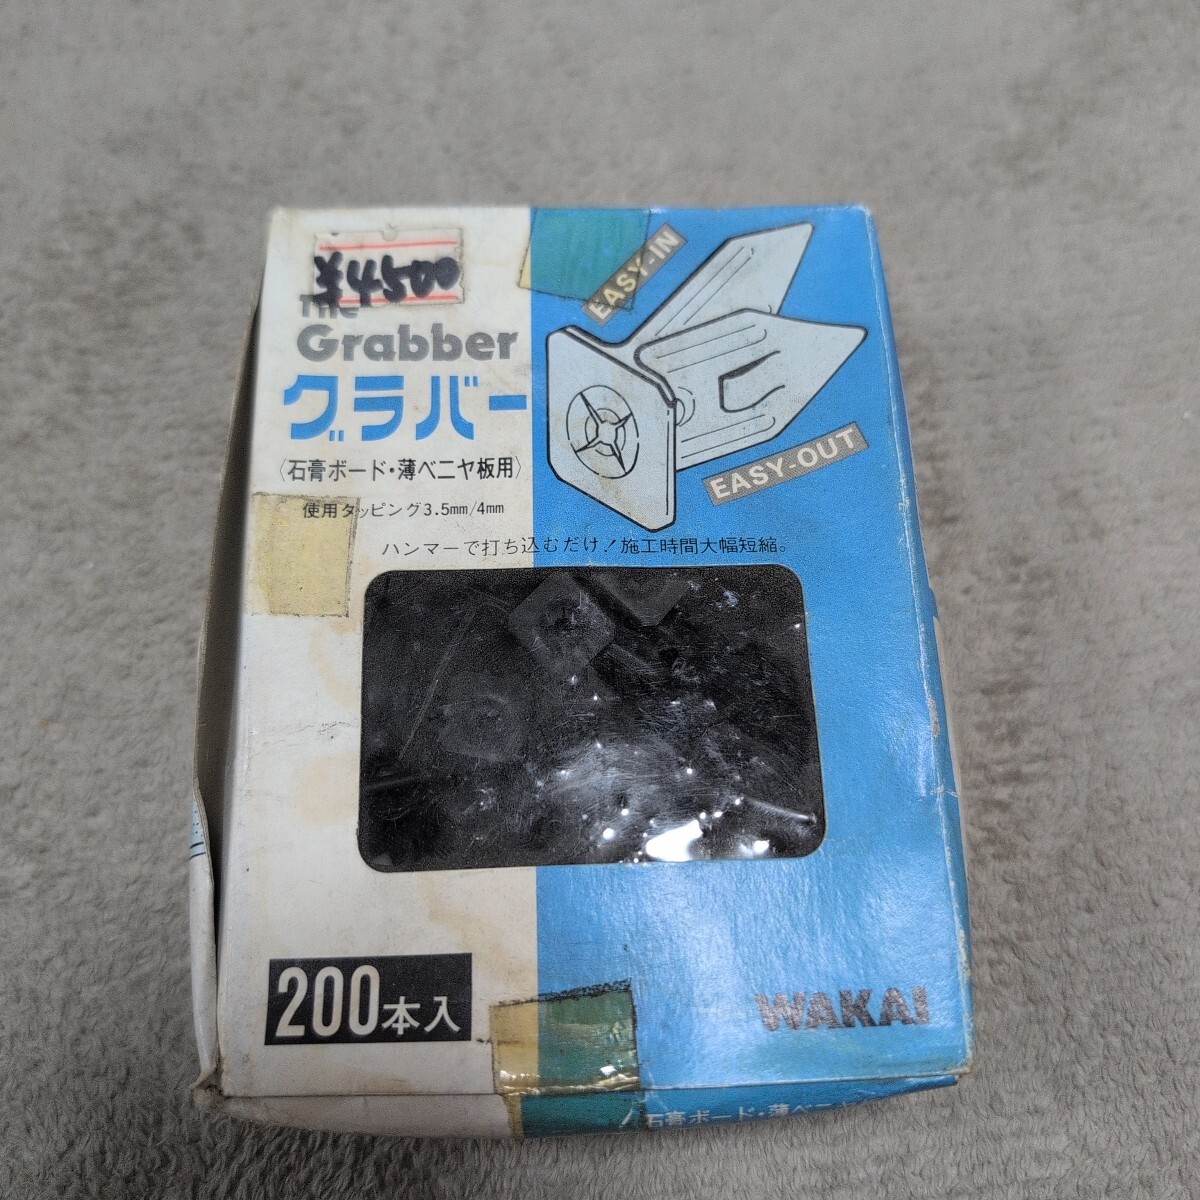 ¥4500
The
Grabber
グラバー
〈石膏ボード・薄ベニヤ板用〉
使用タッピング3.5mm/4mm
EASY-IN
EASY-OUT
ハンマーで打ち込むだけ!施工時間大幅短縮。
200本入
WAKAI
石膏ボード・薄ベニヤ